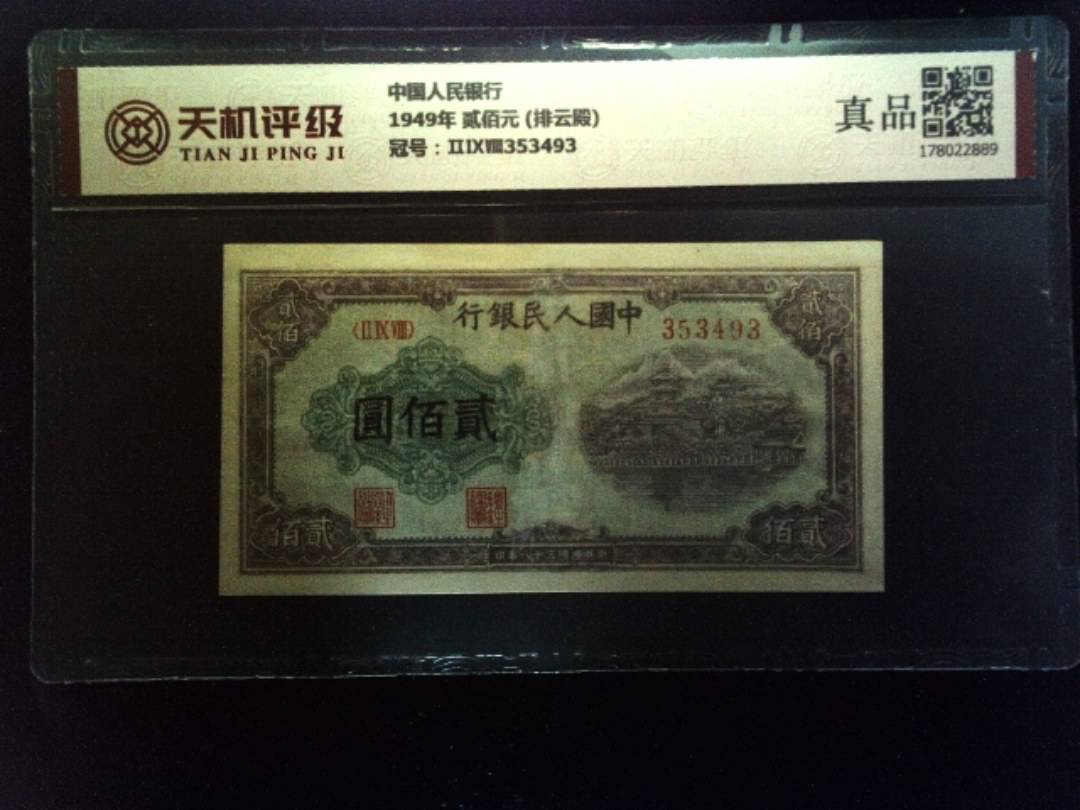 天机评级
TIAN JI PING JI
中国人民银行
1949年 贰佰元 (排云殿)
冠号：IIIXVIII353493
真品
178022889
行銀民人國中
貳佰
〈IIIXVIII〉
353493
貳佰
圓佰貳
佰貳
佰貳